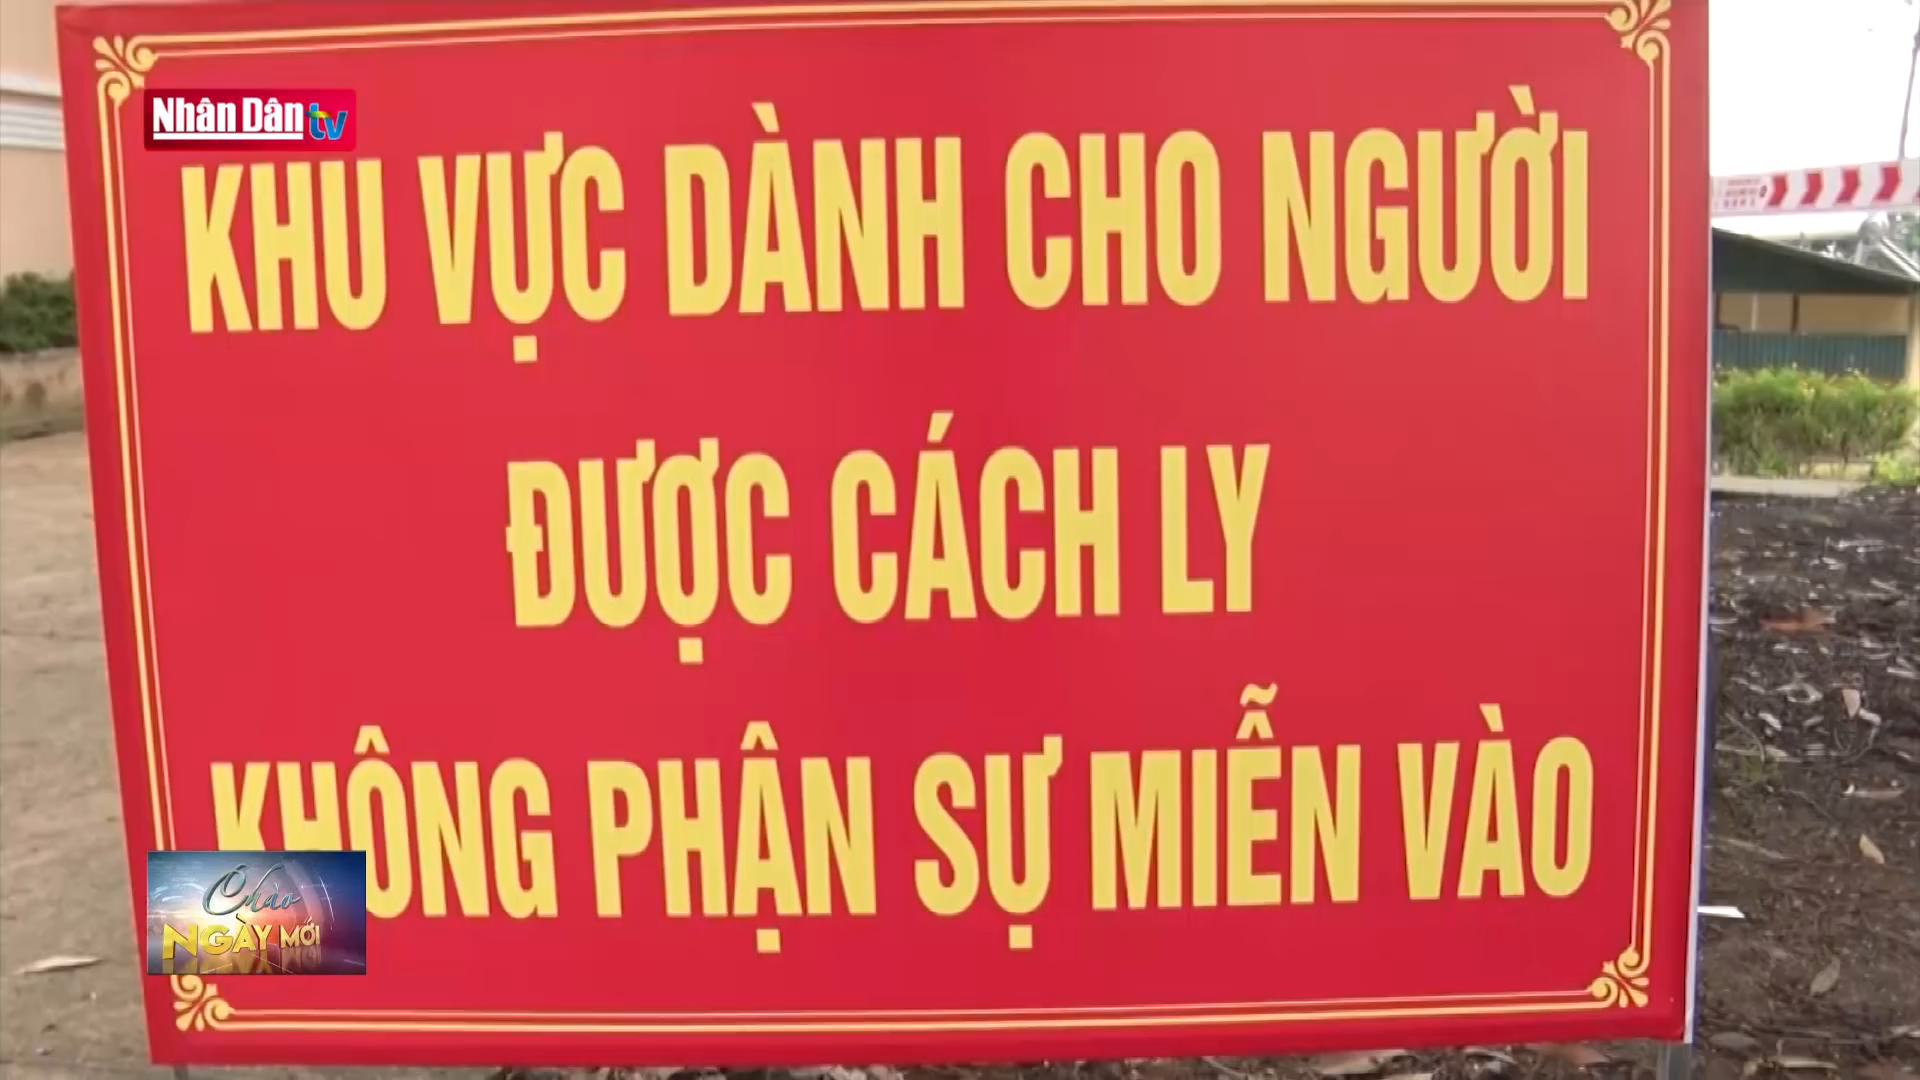 Nhân Dân tv
KHU VỰC DÀNH CHO NGƯỜI
ĐƯỢC CÁCH LY
KHÔNG PHẬN SỰ MIỄN VÀO
Chào
NGÀY MỚI